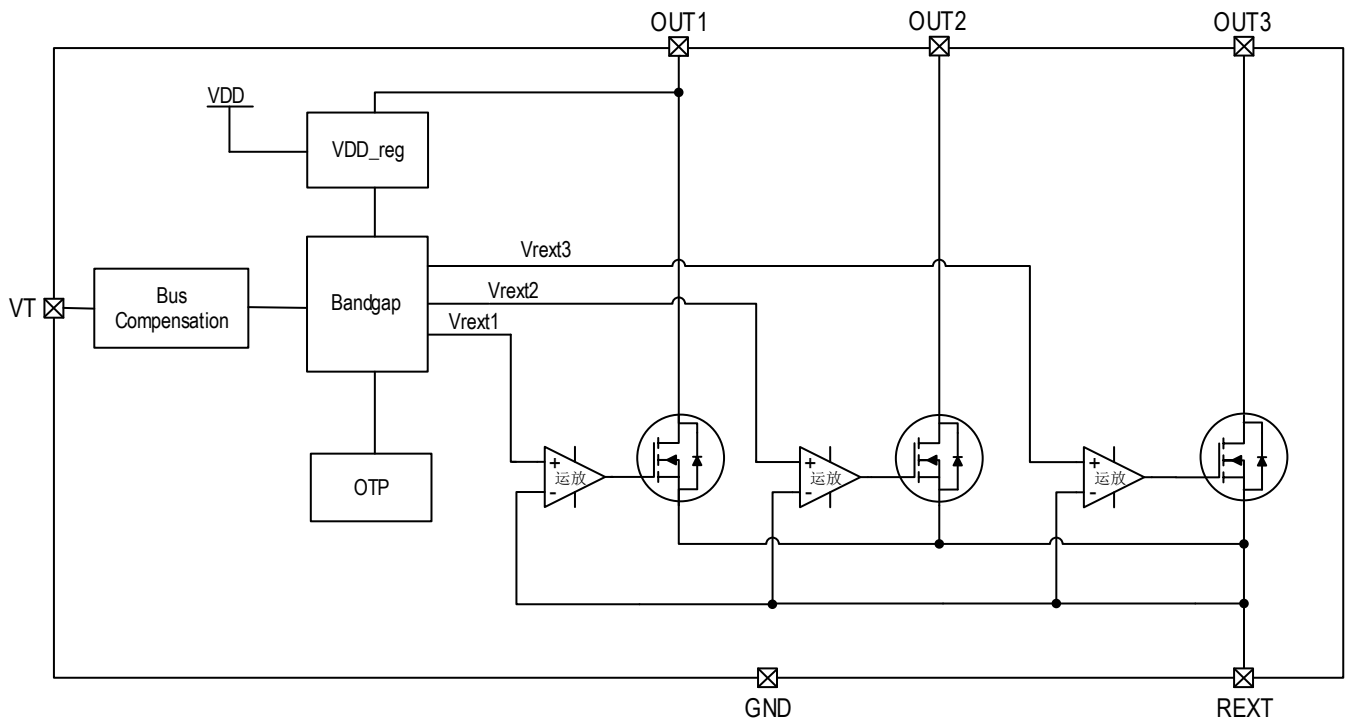 OUT1
OUT2
OUT3
VDD
VDD_reg
Vrext3
Bus
Compensation
Bandgap
Vrext2
VT
Vrext1
OTP
+
运放
-
+
运放
-
+
运放
-
GND
REXT